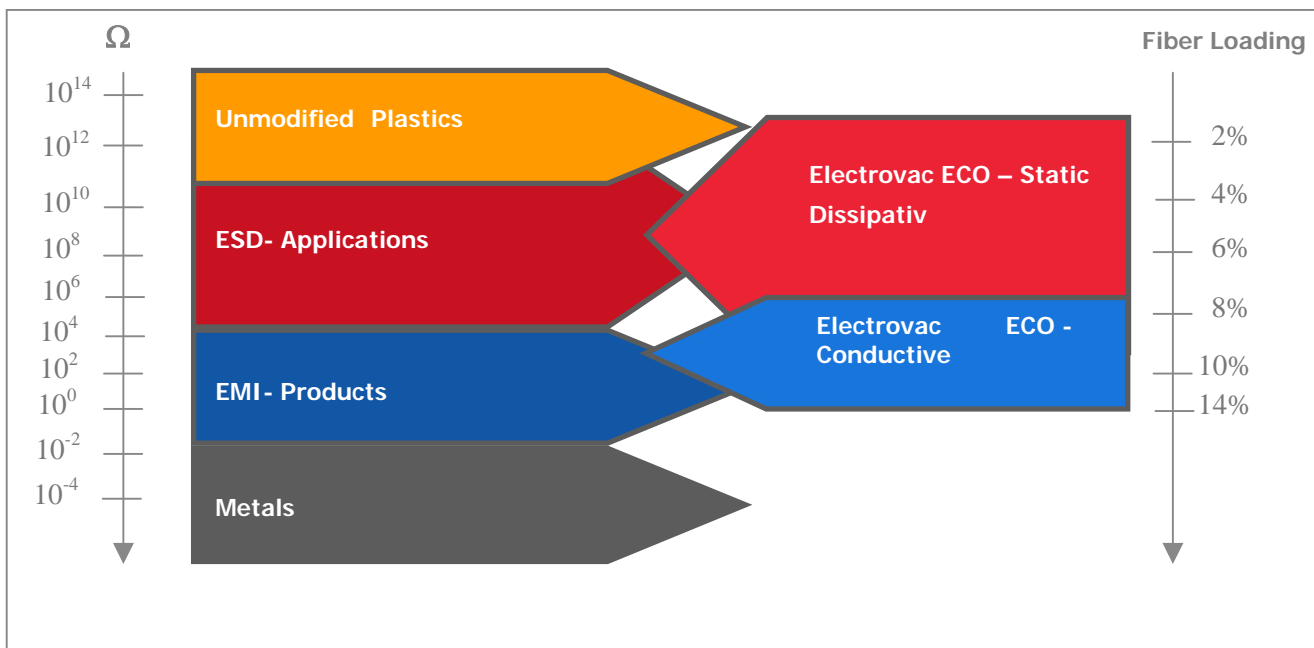 Ω
Fiber Loading
10^14
10^12
10^10
10^8
10^6
10^4
10^2
10^0
10^-2
10^-4
Unmodified Plastics
ESD- Applications
EMI- Products
Metals
Electrovac ECO – Static
Dissipativ
Electrovac ECO -
Conductive
2%
4%
6%
8%
10%
14%